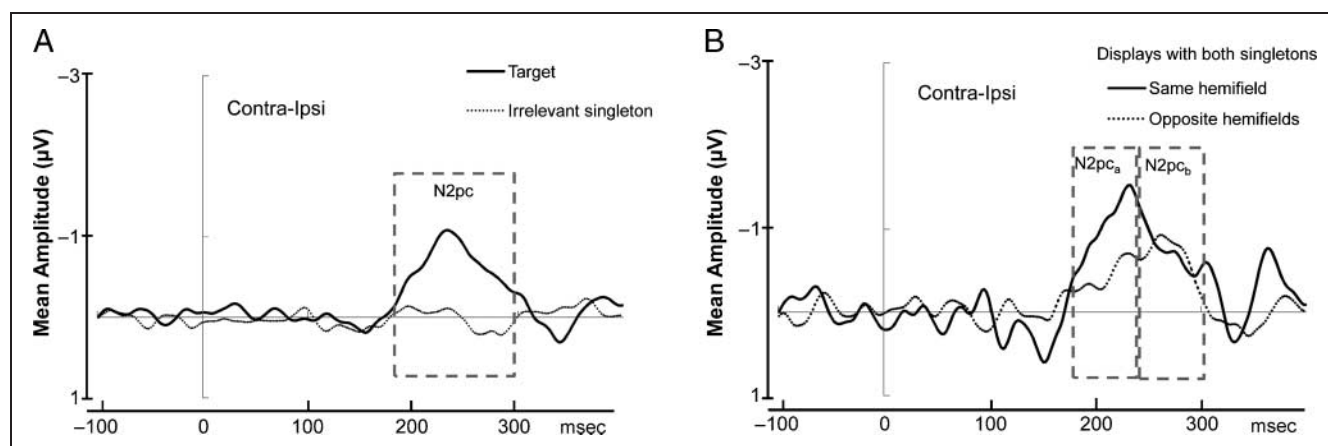 A
−3
Target
Irrelevant singleton
Contra-Ipsi
N2pc
Mean Amplitude (µV)
−1
1
−100 0 100 200 300 msec
B
−3
Displays with both singletons
Same hemifield
Opposite hemifields
Contra-Ipsi
N2pcₐ N2pc_b
Mean Amplitude (µV)
−1
1
−100 0 100 200 300 msec